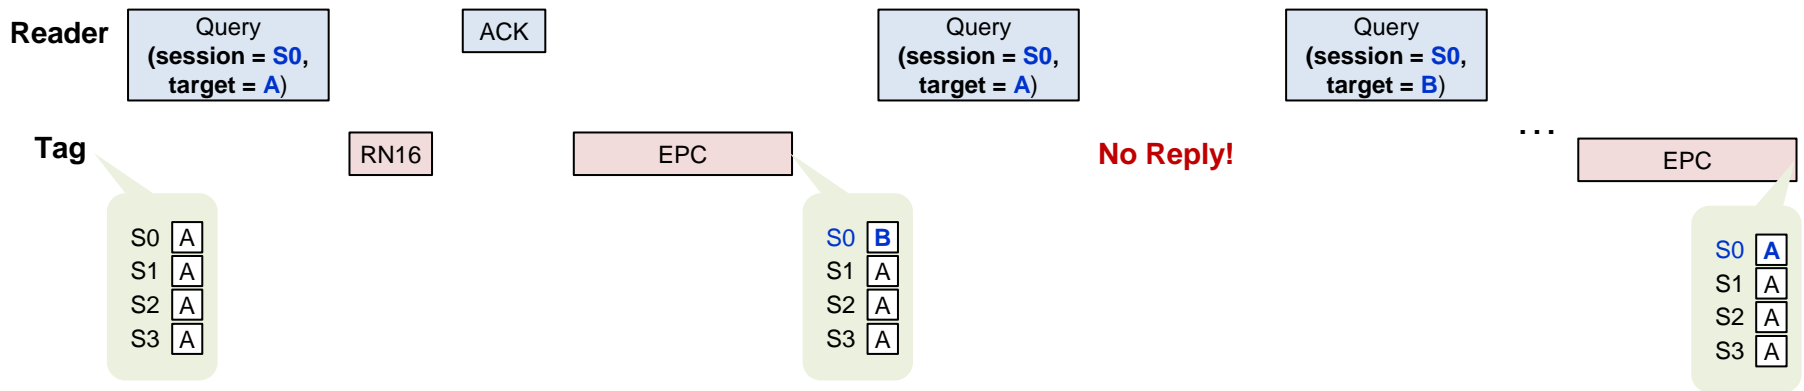 Reader
Query
(session = S0,
target = A)
ACK
Query
(session = S0,
target = A)
Query
(session = S0,
target = B)
Tag
RN16
EPC
No Reply!
...
EPC
S0 A
S1 A
S2 A
S3 A
S0 B
S1 A
S2 A
S3 A
S0 A
S1 A
S2 A
S3 A